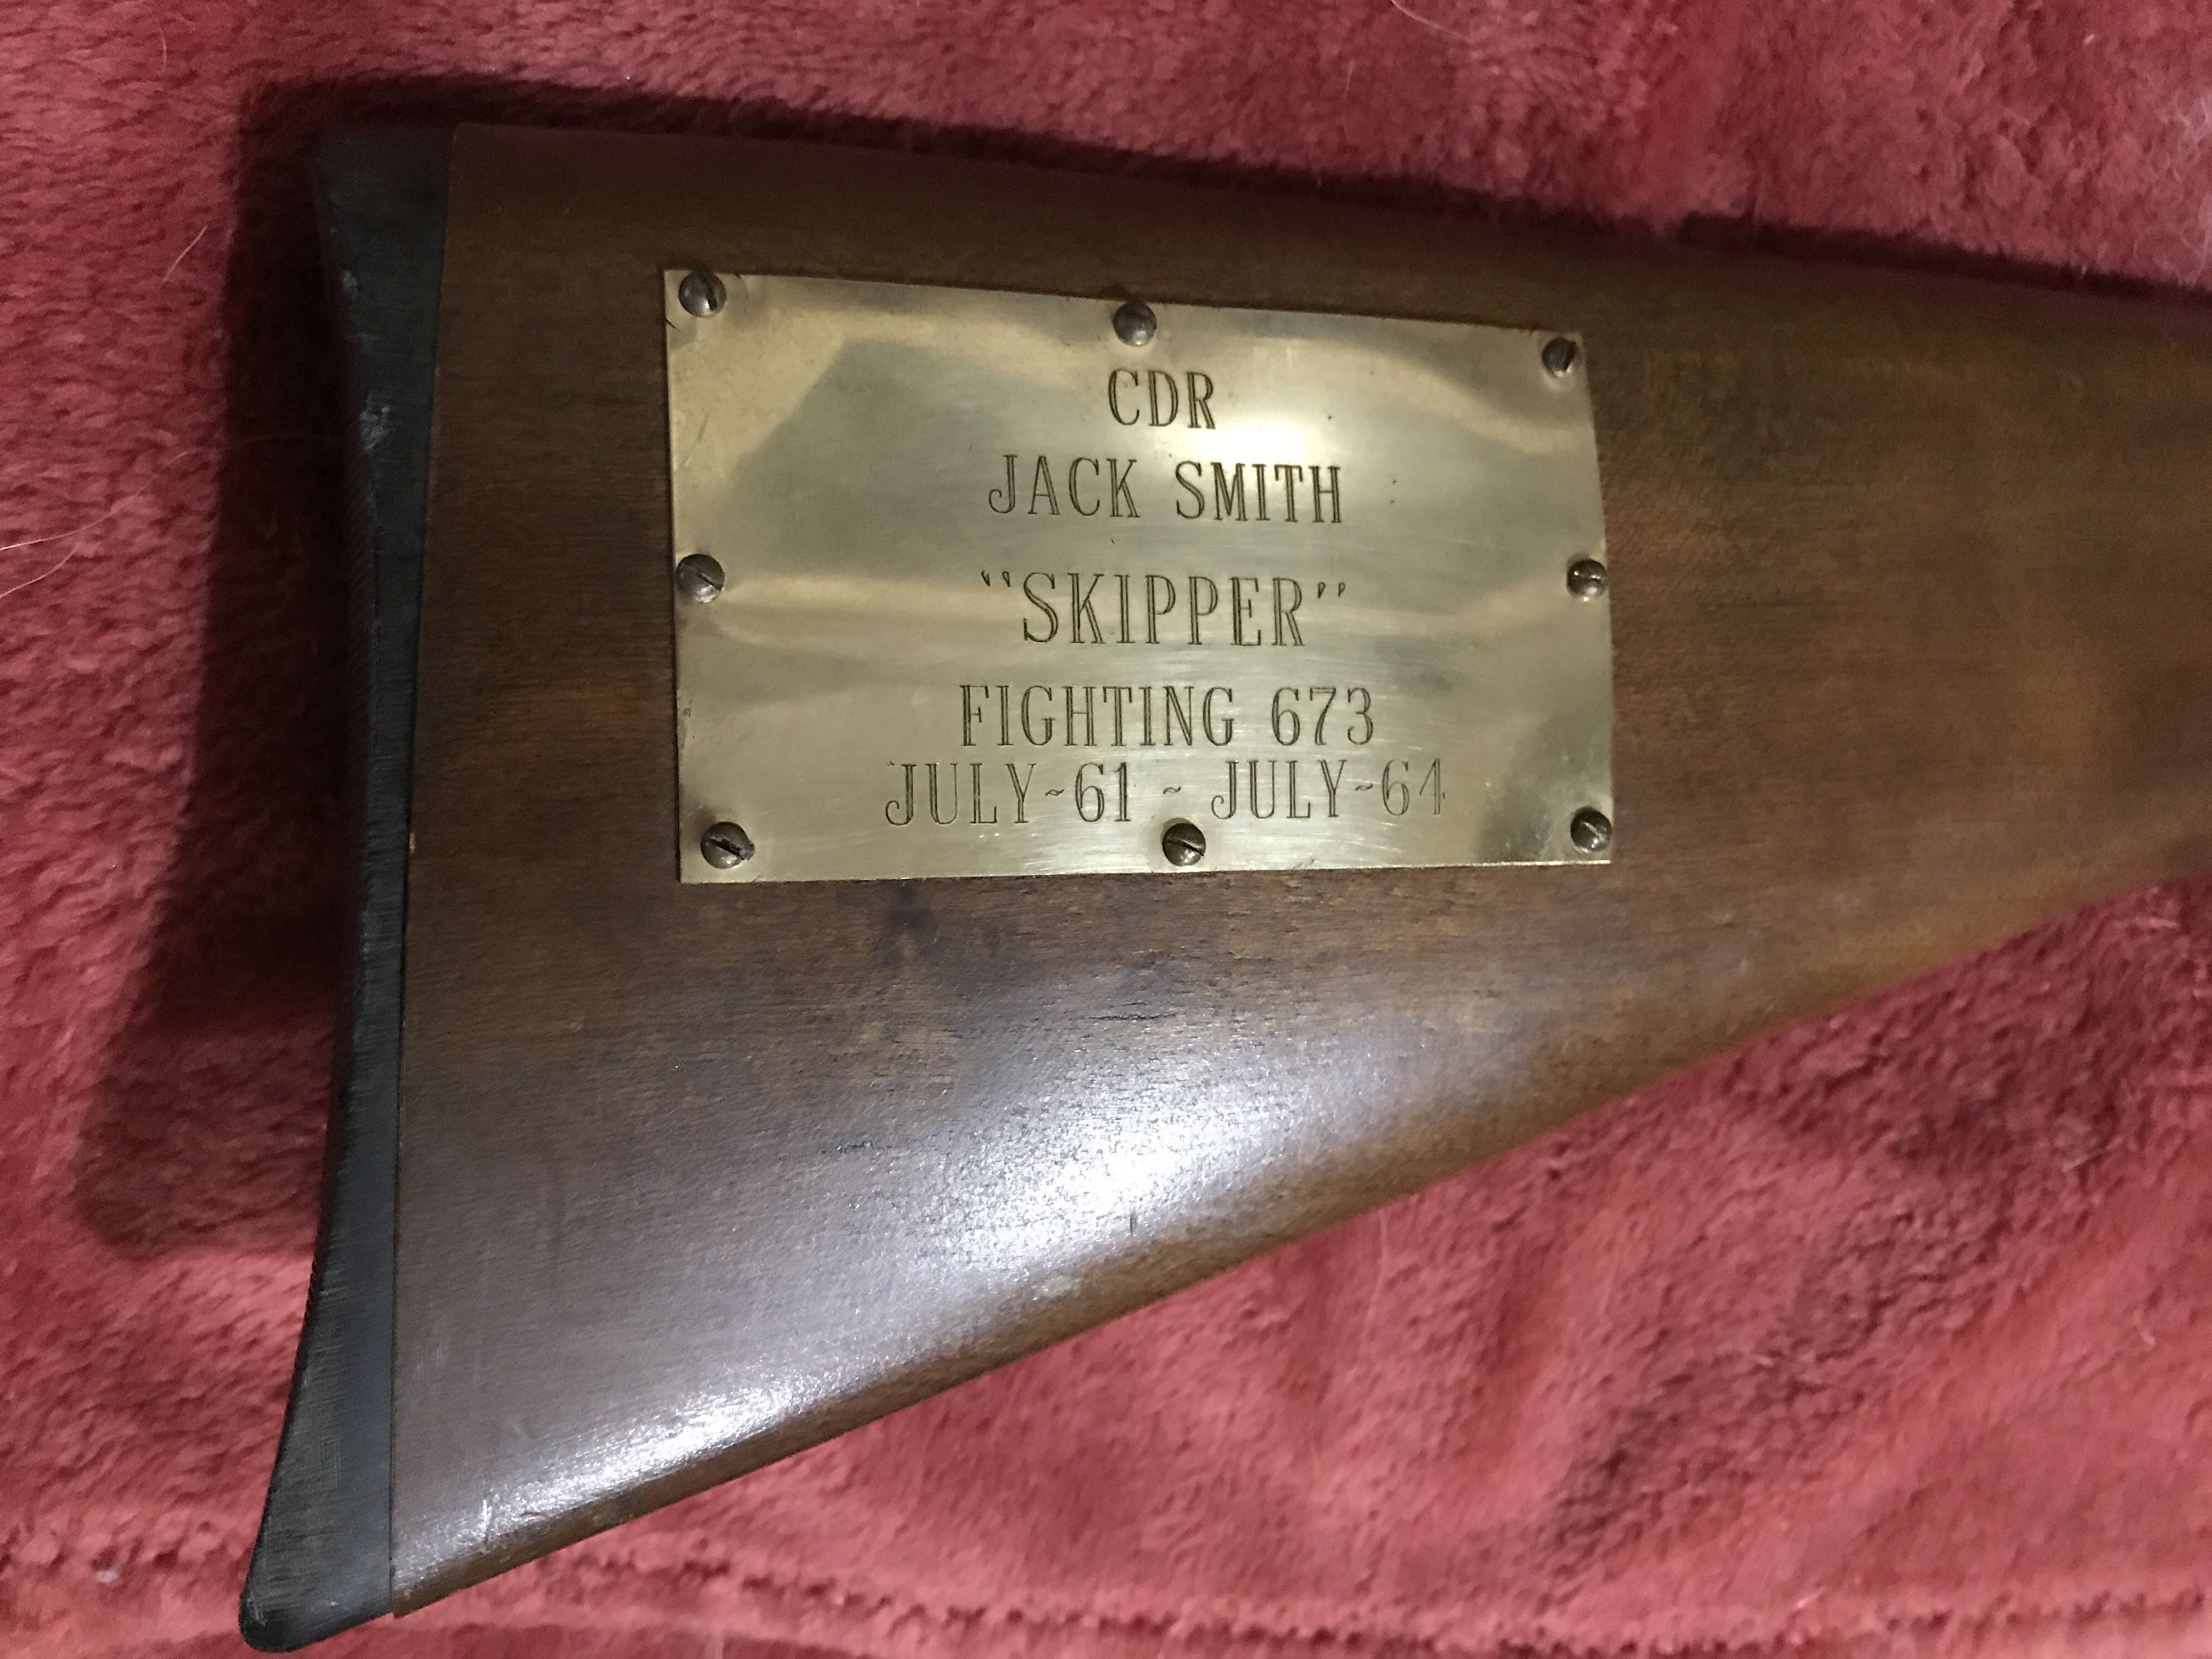 CDR
JACK SMITH
"SKIPPER"
FIGHTING 673
JULY~61 ~ JULY~64